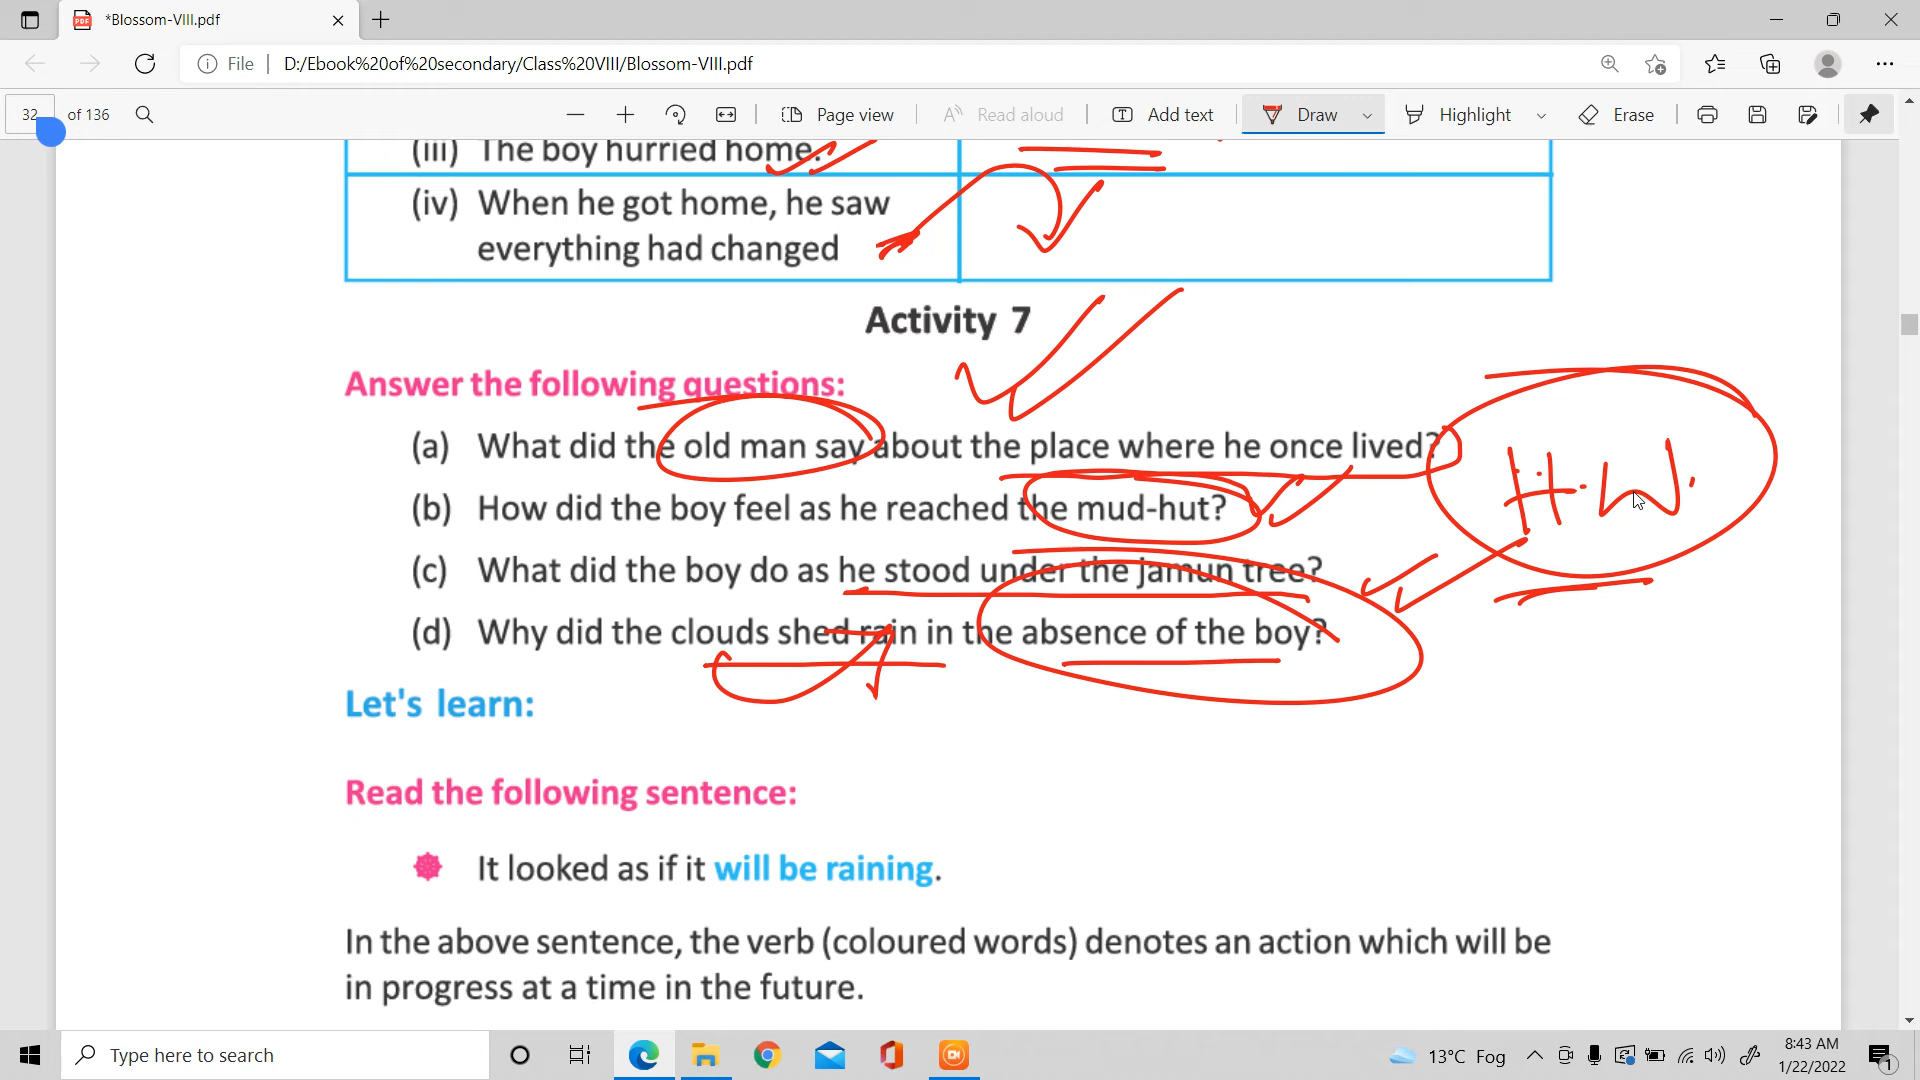 *Blossom-VIII.pdf
File
D:/Ebook%20of%20secondary/Class%20VIII/Blossom-VIII.pdf
32 of 136
Page view
Read aloud
Add text
Draw
Highlight
Erase
(iii) The boy hurried home.
(iv) When he got home, he saw
everything had changed
Activity 7
Answer the following questions:
(a) What did the old man say about the place where he once lived?
(b) How did the boy feel as he reached the mud-hut?
H.W.
(c) What did the boy do as he stood under the jamun tree?
(d) Why did the clouds shed rain in the absence of the boy?
Let's learn:
Read the following sentence:
It looked as if it will be raining.
In the above sentence, the verb (coloured words) denotes an action which will be
in progress at a time in the future.
Type here to search
13°C Fog
8:43 AM
1/22/2022
1